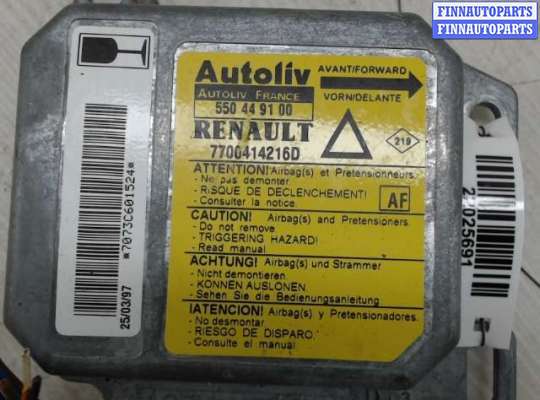 FINNAUTOPARTS
FINNAUTOPARTS
FINNAUTOPARTS
Autoliv
AUTOLIV FRANCE
550 44 91 00
AVANT/FORWARD
VORN/DELANTE
RENAULT
7700414216D
219
ATTENTION! Airbag(s) et Pretensionneurs.
- Ne pas demonter
- RISQUE DE DECLENCHEMENT!
- Consulter la notice.
AF
CAUTION! Airbag(s) and Pretensioners.
- Do not remove
- TRIGGERING HAZARD!
- Read manual
ACHTUNG! Airbag(s) und Strammer
- Nicht demontieren.
- KONNEN AUSLONEN.
- Sehen Sie die Bedienungsanleitung
!ATENCION! Airbag(s) y Pretensionadores.
- No desmontar
- RIESGO DE DISPARO.
- Consulte el manual
*7073C601524*
25/03/97